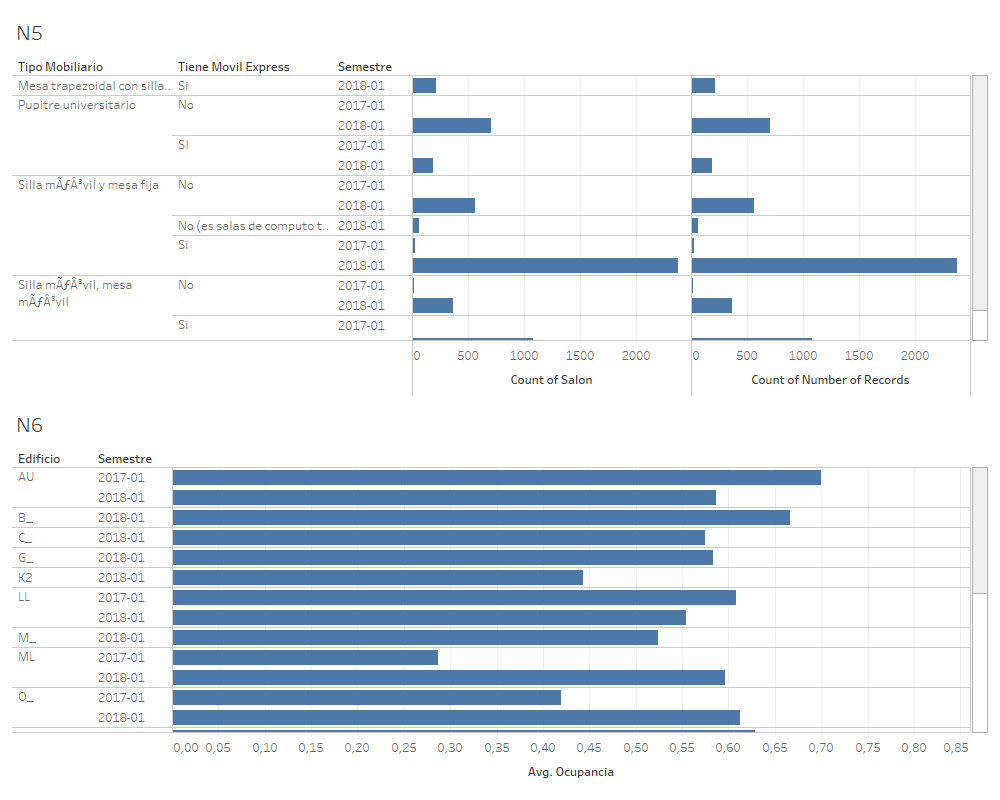 N5
Tipo Mobiliario Tiene Movil Express Semestre
Mesa trapezoidal con silla.. Si 2018-01
Pupitre universitario No 2017-01
2018-01
SI 2017-01
2018-01
Silla mÃƒÂ³vil y mesa fija No 2017-01
2018-01
No (es salas de computo t.. 2018-01
Si 2017-01
2018-01
Silla mÃƒÂ³vil, mesa No 2017-01
mÃƒÂ³vil 2018-01
Si 2017-01
0 500 1000 1500 2000 0 500 1000 1500 2000
Count of Salon Count of Number of Records
N6
Edificio Semestre
AU 2017-01
2018-01
B_ 2018-01
C_ 2018-01
G_ 2018-01
K2 2018-01
LL 2017-01
2018-01
M_ 2018-01
ML 2017-01
2018-01
O_ 2017-01
2018-01
0,00 0,05 0,10 0,15 0,20 0,25 0,30 0,35 0,40 0,45 0,50 0,55 0,60 0,65 0,70 0,75 0,80 0,85
Avg. Ocupancia